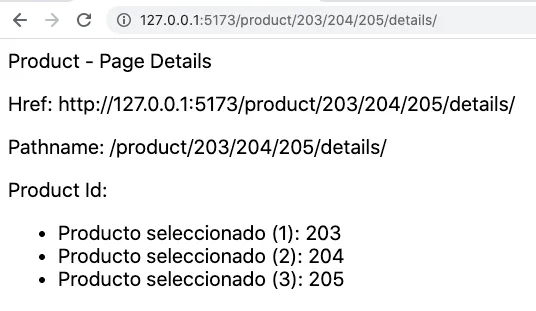 127.0.0.1:5173/product/203/204/205/details/
Product - Page Details
Href: http://127.0.0.1:5173/product/203/204/205/details/
Pathname: /product/203/204/205/details/
Product Id:
• Producto seleccionado (1): 203
• Producto seleccionado (2): 204
• Producto seleccionado (3): 205